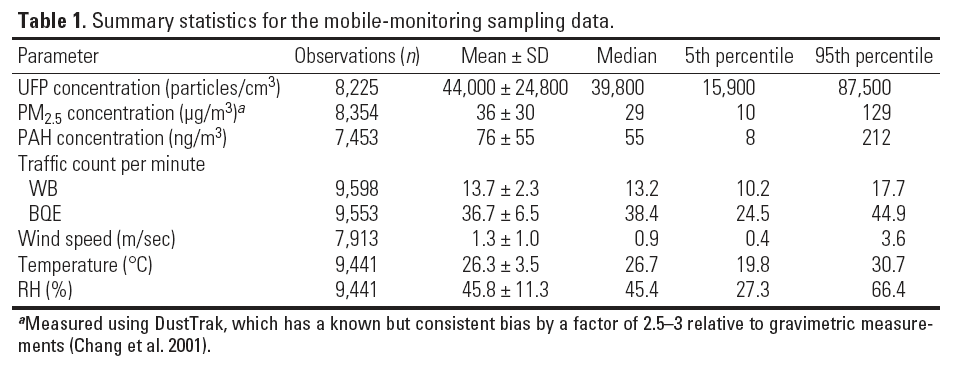 Table 1. Summary statistics for the mobile-monitoring sampling data.
Parameter Observations (n) Mean ± SD Median 5th percentile 95th percentile
UFP concentration (particles/cm³) 8,225 44,000 ± 24,800 39,800 15,900 87,500
PM₂.₅ concentration (µg/m³)ᵃ 8,354 36 ± 30 29 10 129
PAH concentration (ng/m³) 7,453 76 ± 55 55 8 212
Traffic count per minute
WB 9,598 13.7 ± 2.3 13.2 10.2 17.7
BQE 9,553 36.7 ± 6.5 38.4 24.5 44.9
Wind speed (m/sec) 7,913 1.3 ± 1.0 0.9 0.4 3.6
Temperature (°C) 9,441 26.3 ± 3.5 26.7 19.8 30.7
RH (%) 9,441 45.8 ± 11.3 45.4 27.3 66.4
ᵃMeasured using DustTrak, which has a known but consistent bias by a factor of 2.5–3 relative to gravimetric measure-
ments (Chang et al. 2001).